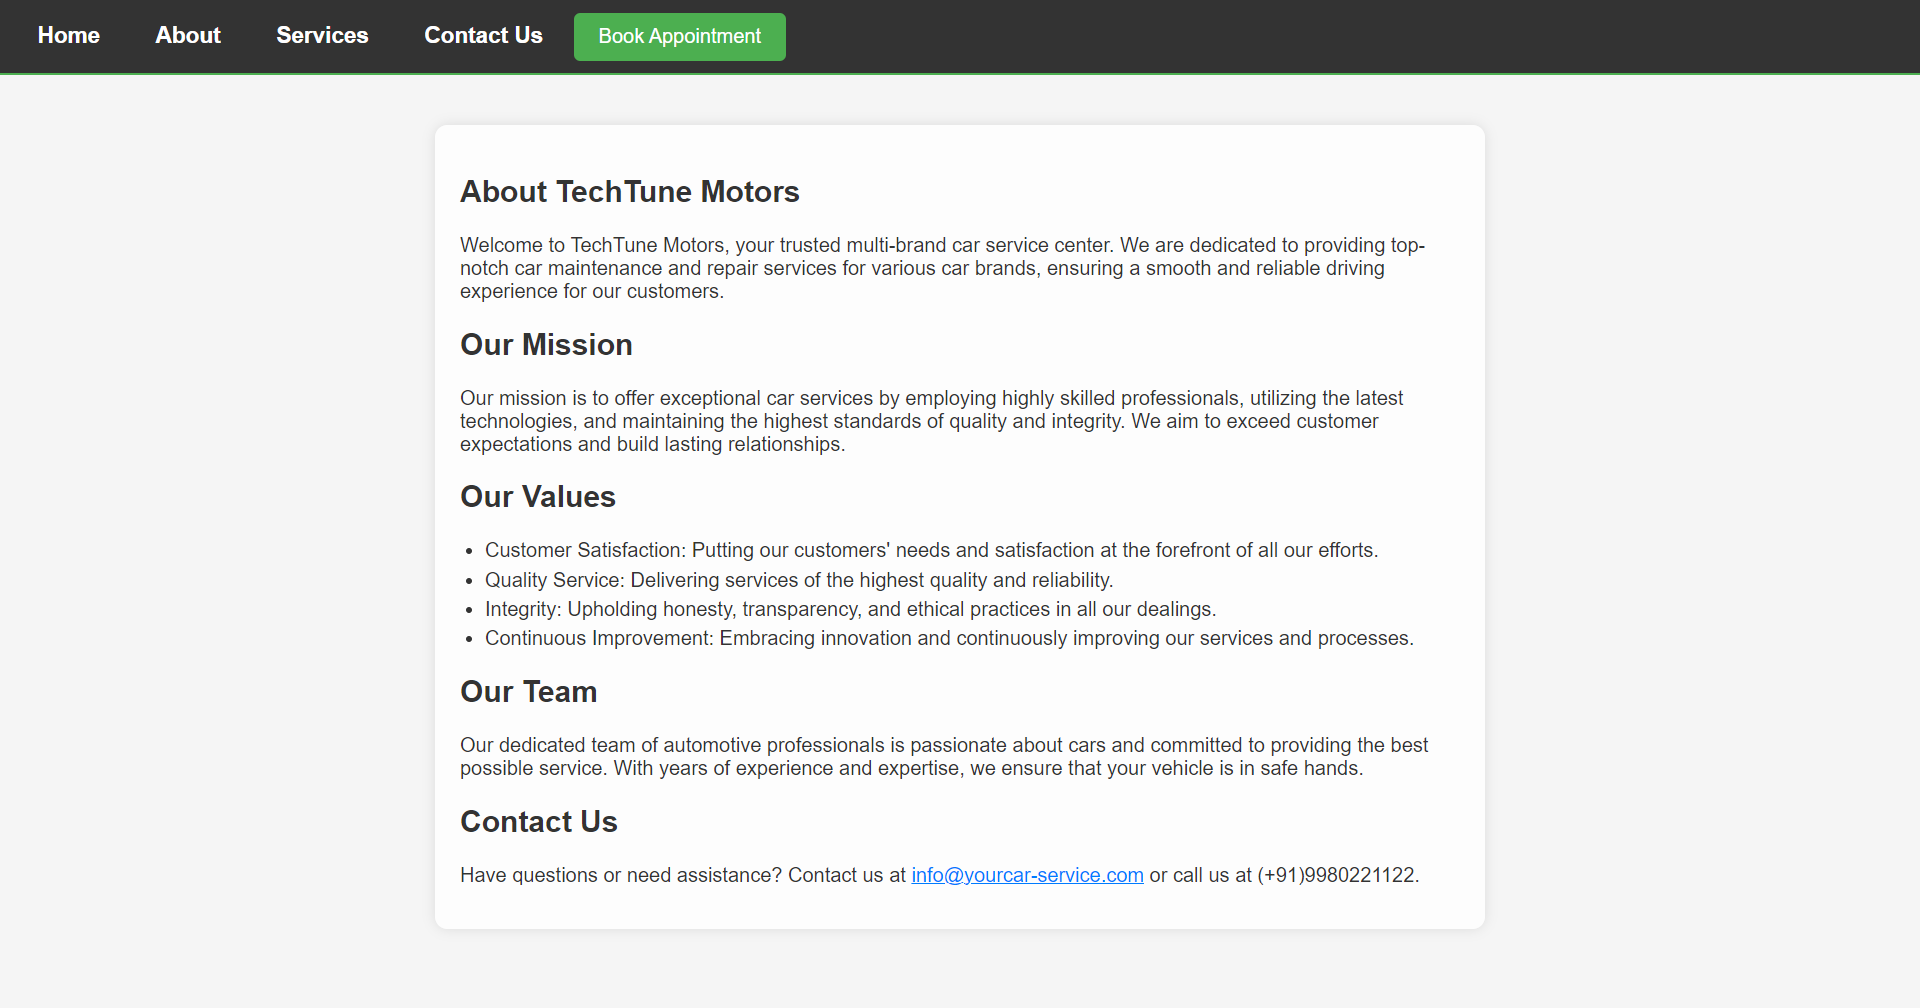 Home About Services Contact Us Book Appointment
About TechTune Motors
Welcome to TechTune Motors, your trusted multi-brand car service center. We are dedicated to providing top-
notch car maintenance and repair services for various car brands, ensuring a smooth and reliable driving
experience for our customers.
Our Mission
Our mission is to offer exceptional car services by employing highly skilled professionals, utilizing the latest
technologies, and maintaining the highest standards of quality and integrity. We aim to exceed customer
expectations and build lasting relationships.
Our Values
• Customer Satisfaction: Putting our customers' needs and satisfaction at the forefront of all our efforts.
• Quality Service: Delivering services of the highest quality and reliability.
• Integrity: Upholding honesty, transparency, and ethical practices in all our dealings.
• Continuous Improvement: Embracing innovation and continuously improving our services and processes.
Our Team
Our dedicated team of automotive professionals is passionate about cars and committed to providing the best
possible service. With years of experience and expertise, we ensure that your vehicle is in safe hands.
Contact Us
Have questions or need assistance? Contact us at info@yourcar-service.com or call us at (+91)9980221122.